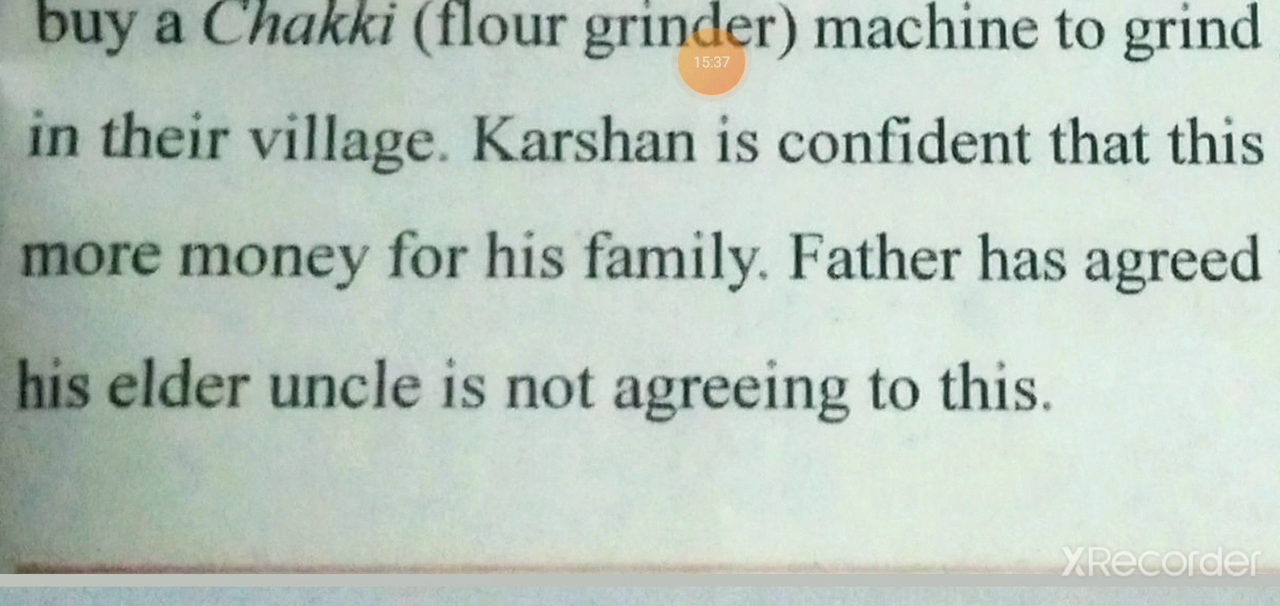 buy a Chakki (flour grinder) machine to grind
15:37
in their village. Karshan is confident that this
more money for his family. Father has agreed
his elder uncle is not agreeing to this.
XRecorder